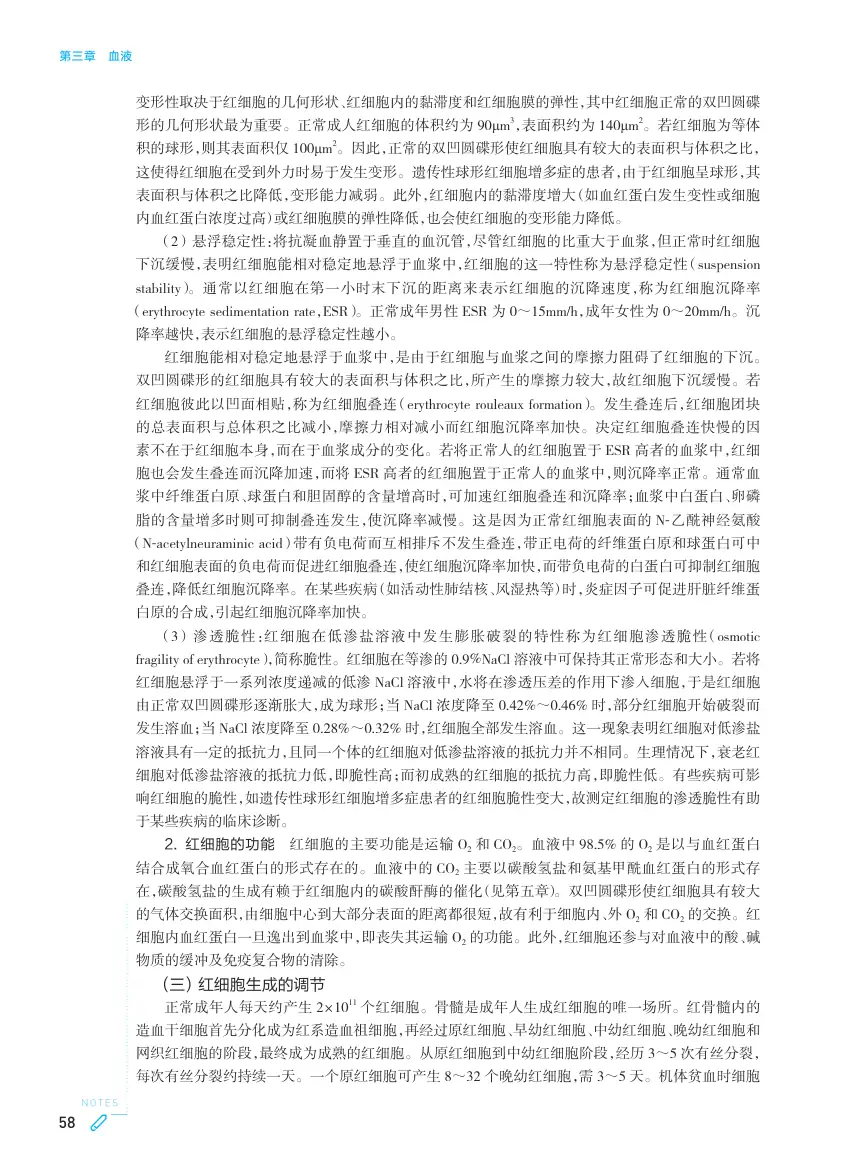 第三章　血液
变形性取决于红细胞的几何形状、红细胞内的黏滞度和红细胞膜的弹性，其中红细胞正常的双凹圆碟
形的几何形状最为重要。正常成人红细胞的体积约为 90μm³，表面积约为 140μm²。若红细胞为等体
积的球形，则其表面积仅 100μm²。因此，正常的双凹圆碟形使红细胞具有较大的表面积与体积之比，
这使得红细胞在受到外力时易于发生变形。遗传性球形红细胞增多症的患者，由于红细胞呈球形，其
表面积与体积之比降低，变形能力减弱。此外，红细胞内的黏滞度增大（如血红蛋白发生变性或细胞
内血红蛋白浓度过高）或红细胞膜的弹性降低，也会使红细胞的变形能力降低。
（2）悬浮稳定性：将抗凝血静置于垂直的血沉管，尽管红细胞的比重大于血浆，但正常时红细胞
下沉缓慢，表明红细胞能相对稳定地悬浮于血浆中，红细胞的这一特性称为悬浮稳定性（suspension
stability）。通常以红细胞在第一小时末下沉的距离来表示红细胞的沉降速度，称为红细胞沉降率
（erythrocyte sedimentation rate，ESR）。正常成年男性 ESR 为 0～15mm/h，成年女性为 0～20mm/h。沉
降率越快，表示红细胞的悬浮稳定性越小。
红细胞能相对稳定地悬浮于血浆中，是由于红细胞与血浆之间的摩擦力阻碍了红细胞的下沉。
双凹圆碟形的红细胞具有较大的表面积与体积之比，所产生的摩擦力较大，故红细胞下沉缓慢。若
红细胞彼此以凹面相贴，称为红细胞叠连（erythrocyte rouleaux formation）。发生叠连后，红细胞团块
的总表面积与总体积之比减小，摩擦力相对减小而红细胞沉降率加快。决定红细胞叠连快慢的因
素不在于红细胞本身，而在于血浆成分的变化。若将正常人的红细胞置于 ESR 高者的血浆中，红细
胞也会发生叠连而沉降加速，而将 ESR 高者的红细胞置于正常人的血浆中，则沉降率正常。通常血
浆中纤维蛋白原、球蛋白和胆固醇的含量增高时，可加速红细胞叠连和沉降率；血浆中白蛋白、卵磷
脂的含量增多时则可抑制叠连发生，使沉降率减慢。这是因为正常红细胞表面的 N-乙酰神经氨酸
（N-acetylneuraminic acid）带有负电荷而互相排斥不发生叠连，带正电荷的纤维蛋白原和球蛋白可中
和红细胞表面的负电荷而促进红细胞叠连，使红细胞沉降率加快，而带负电荷的白蛋白可抑制红细胞
叠连，降低红细胞沉降率。在某些疾病（如活动性肺结核、风湿热等）时，炎症因子可促进肝脏纤维蛋
白原的合成，引起红细胞沉降率加快。
（3）渗透脆性：红细胞在低渗盐溶液中发生膨胀破裂的特性称为红细胞渗透脆性（osmotic
fragility of erythrocyte），简称脆性。红细胞在等渗的 0.9%NaCl 溶液中可保持其正常形态和大小。若将
红细胞悬浮于一系列浓度递减的低渗 NaCl 溶液中，水将在渗透压差的作用下渗入细胞，于是红细胞
由正常双凹圆碟形逐渐胀大，成为球形；当 NaCl 浓度降至 0.42%～0.46% 时，部分红细胞开始破裂而
发生溶血；当 NaCl 浓度降至 0.28%～0.32% 时，红细胞全部发生溶血。这一现象表明红细胞对低渗盐
溶液具有一定的抵抗力，且同一个体的红细胞对低渗盐溶液的抵抗力并不相同。生理情况下，衰老红
细胞对低渗盐溶液的抵抗力低，即脆性高；而初成熟的红细胞的抵抗力高，即脆性低。有些疾病可影
响红细胞的脆性，如遗传性球形红细胞增多症患者的红细胞脆性变大，故测定红细胞的渗透脆性有助
于某些疾病的临床诊断。
2. 红细胞的功能　红细胞的主要功能是运输 O₂ 和 CO₂。血液中 98.5% 的 O₂ 是以与血红蛋白
结合成氧合血红蛋白的形式存在的。血液中的 CO₂ 主要以碳酸氢盐和氨基甲酰血红蛋白的形式存
在，碳酸氢盐的生成有赖于红细胞内的碳酸酐酶的催化（见第五章）。双凹圆碟形使红细胞具有较大
的气体交换面积，由细胞中心到大部分表面的距离都很短，故有利于细胞内、外 O₂ 和 CO₂ 的交换。红
细胞内血红蛋白一旦逸出到血浆中，即丧失其运输 O₂ 的功能。此外，红细胞还参与对血液中的酸、碱
物质的缓冲及免疫复合物的清除。
（三）红细胞生成的调节
正常成年人每天约产生 2×10¹¹ 个红细胞。骨髓是成年人生成红细胞的唯一场所。红骨髓内的
造血干细胞首先分化成为红系造血祖细胞，再经过原红细胞、早幼红细胞、中幼红细胞、晚幼红细胞和
网织红细胞的阶段，最终成为成熟的红细胞。从原红细胞到中幼红细胞阶段，经历 3～5 次有丝分裂，
每次有丝分裂约持续一天。一个原红细胞可产生 8～32 个晚幼红细胞，需 3～5 天。机体贫血时细胞
NOTES
58